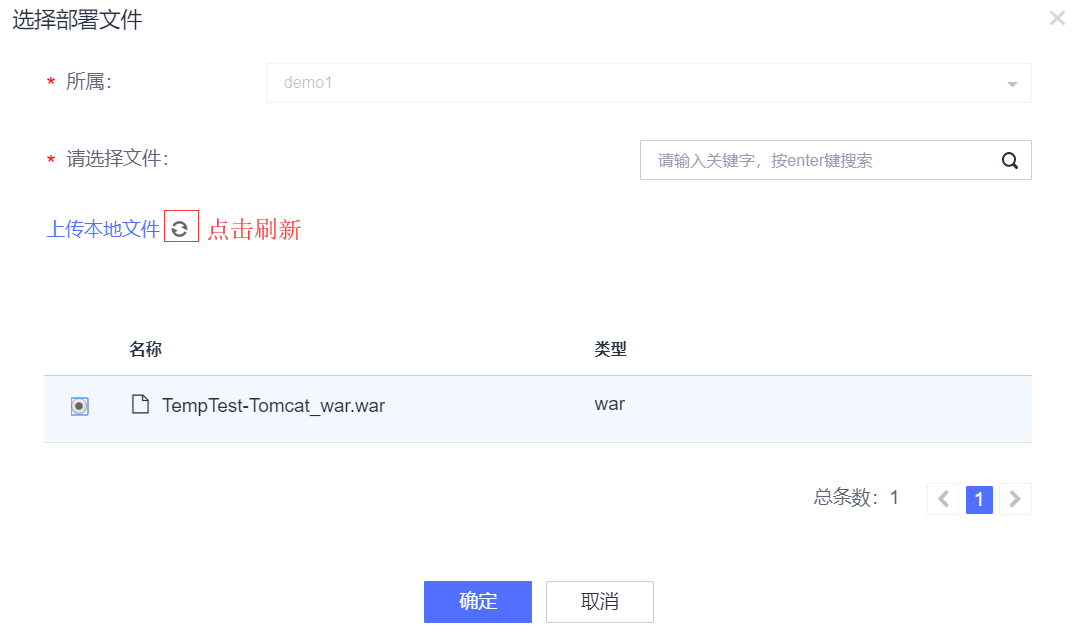 选择部署文件
* 所属：
demo1
* 请选择文件：
请输入关键字，按enter键搜索
上传本地文件 点击刷新
名称 类型
TempTest-Tomcat_war.war war
总条数：1 1
确定 取消